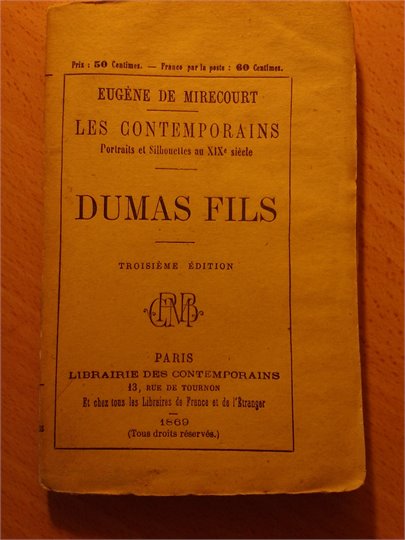 Prix : 50 Centimes. — Franco par la poste : 60 Centimes.
EUGÈNE DE MIRECOURT
LES CONTEMPORAINS
Portraits et Silhouettes au XIXe siècle
DUMAS FILS
TROISIÈME ÉDITION
PARIS
LIBRAIRIE DES CONTEMPORAINS
13, RUE DE TOURNON
Et chez tous les Libraires de France et de l'Étranger
1869
(Tous droits réservés.)